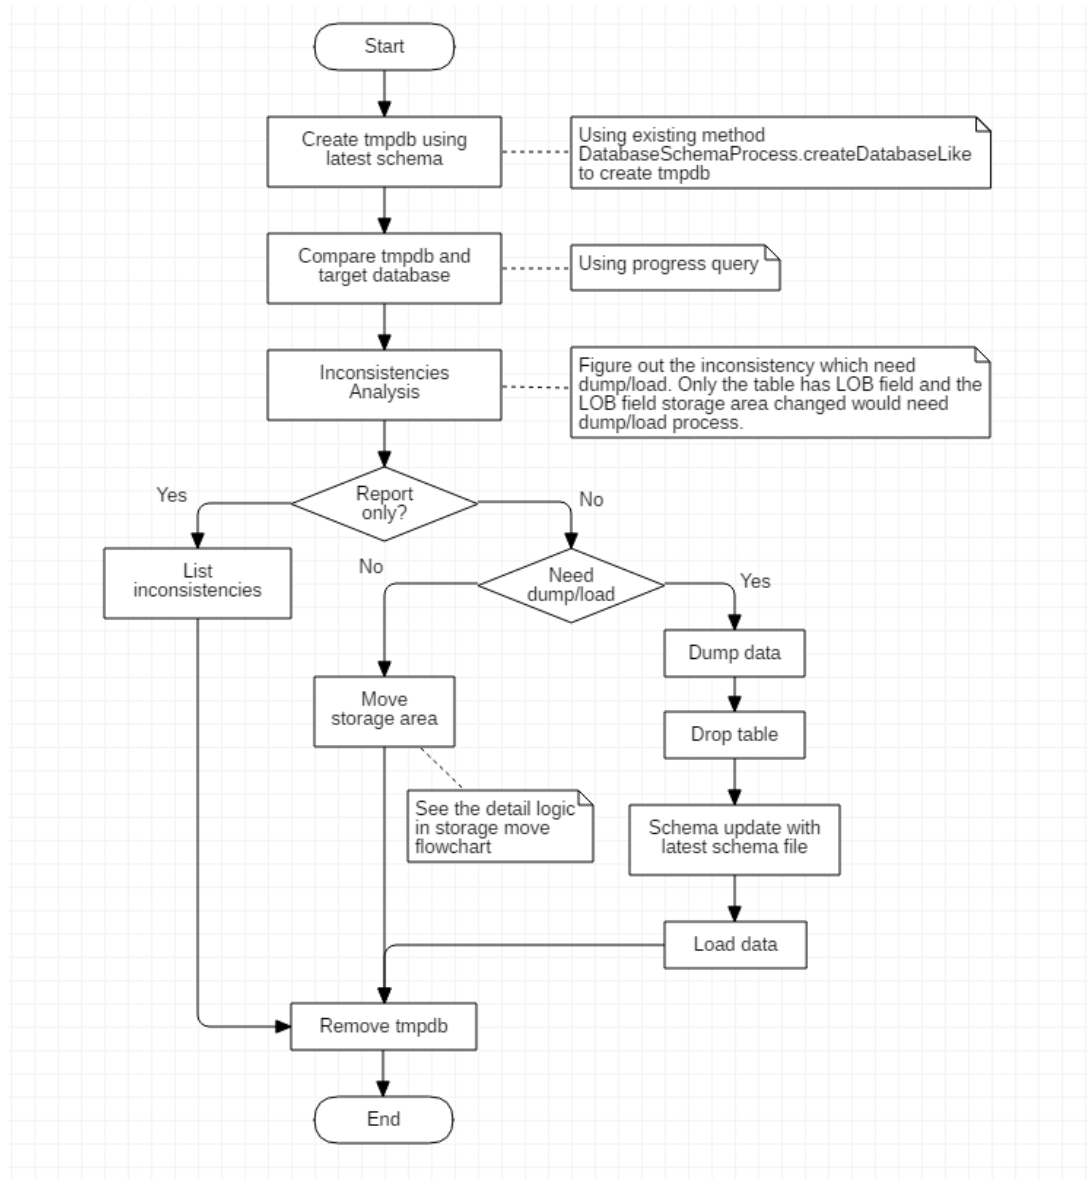 Start
Create tmpdb using
latest schema
Using existing method
DatabaseSchemaProcess.createDatabaseLike
to create tmpdb
Compare tmpdb and
target database
Using progress query
Inconsistencies
Analysis
Figure out the inconsistency which need
dump/load. Only the table has LOB field and the
LOB field storage area changed would need
dump/load process.
Report
only?
Yes
No
List
inconsistencies
Need
dump/load
No
Yes
Dump data
Move
storage area
Drop table
See the detail logic
in storage move
flowchart
Schema update with
latest schema file
Load data
Remove tmpdb
End